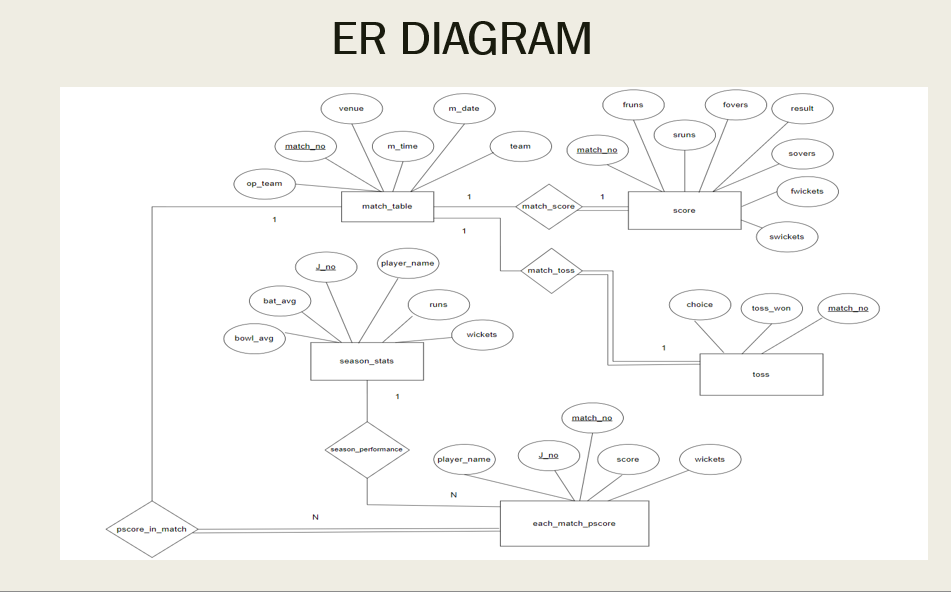 ER DIAGRAM
venue
m_date
fruns
fovers
result
match_no
m_time
team
match_no
sruns
sovers
op_team
fwickets
match_table
1
match_score
1
score
1
1
swickets
J_no
player_name
match_toss
bat_avg
runs
choice
toss_won
match_no
bowl_avg
wickets
season_stats
1
toss
1
match_no
season_performance
player_name
J_no
score
wickets
N
N
pscore_in_match
each_match_pscore